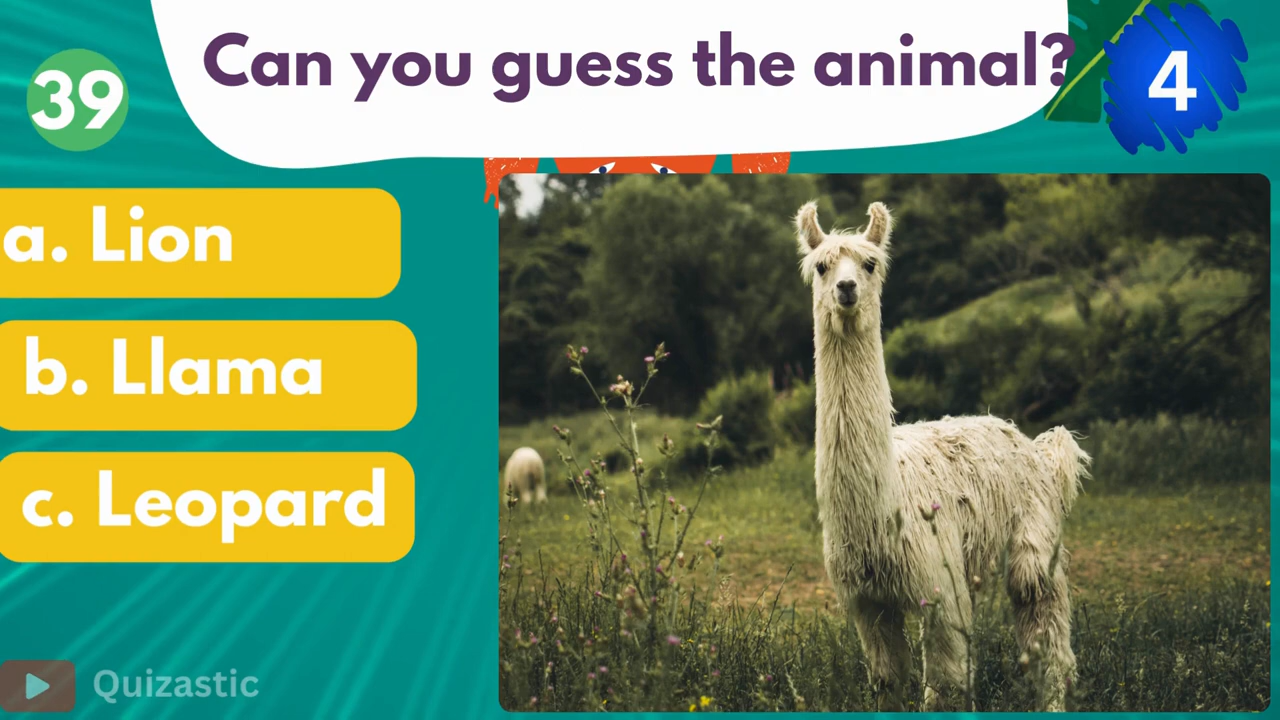 Can you guess the animal?
39
4
a. Lion
b. Llama
c. Leopard
Quizastic